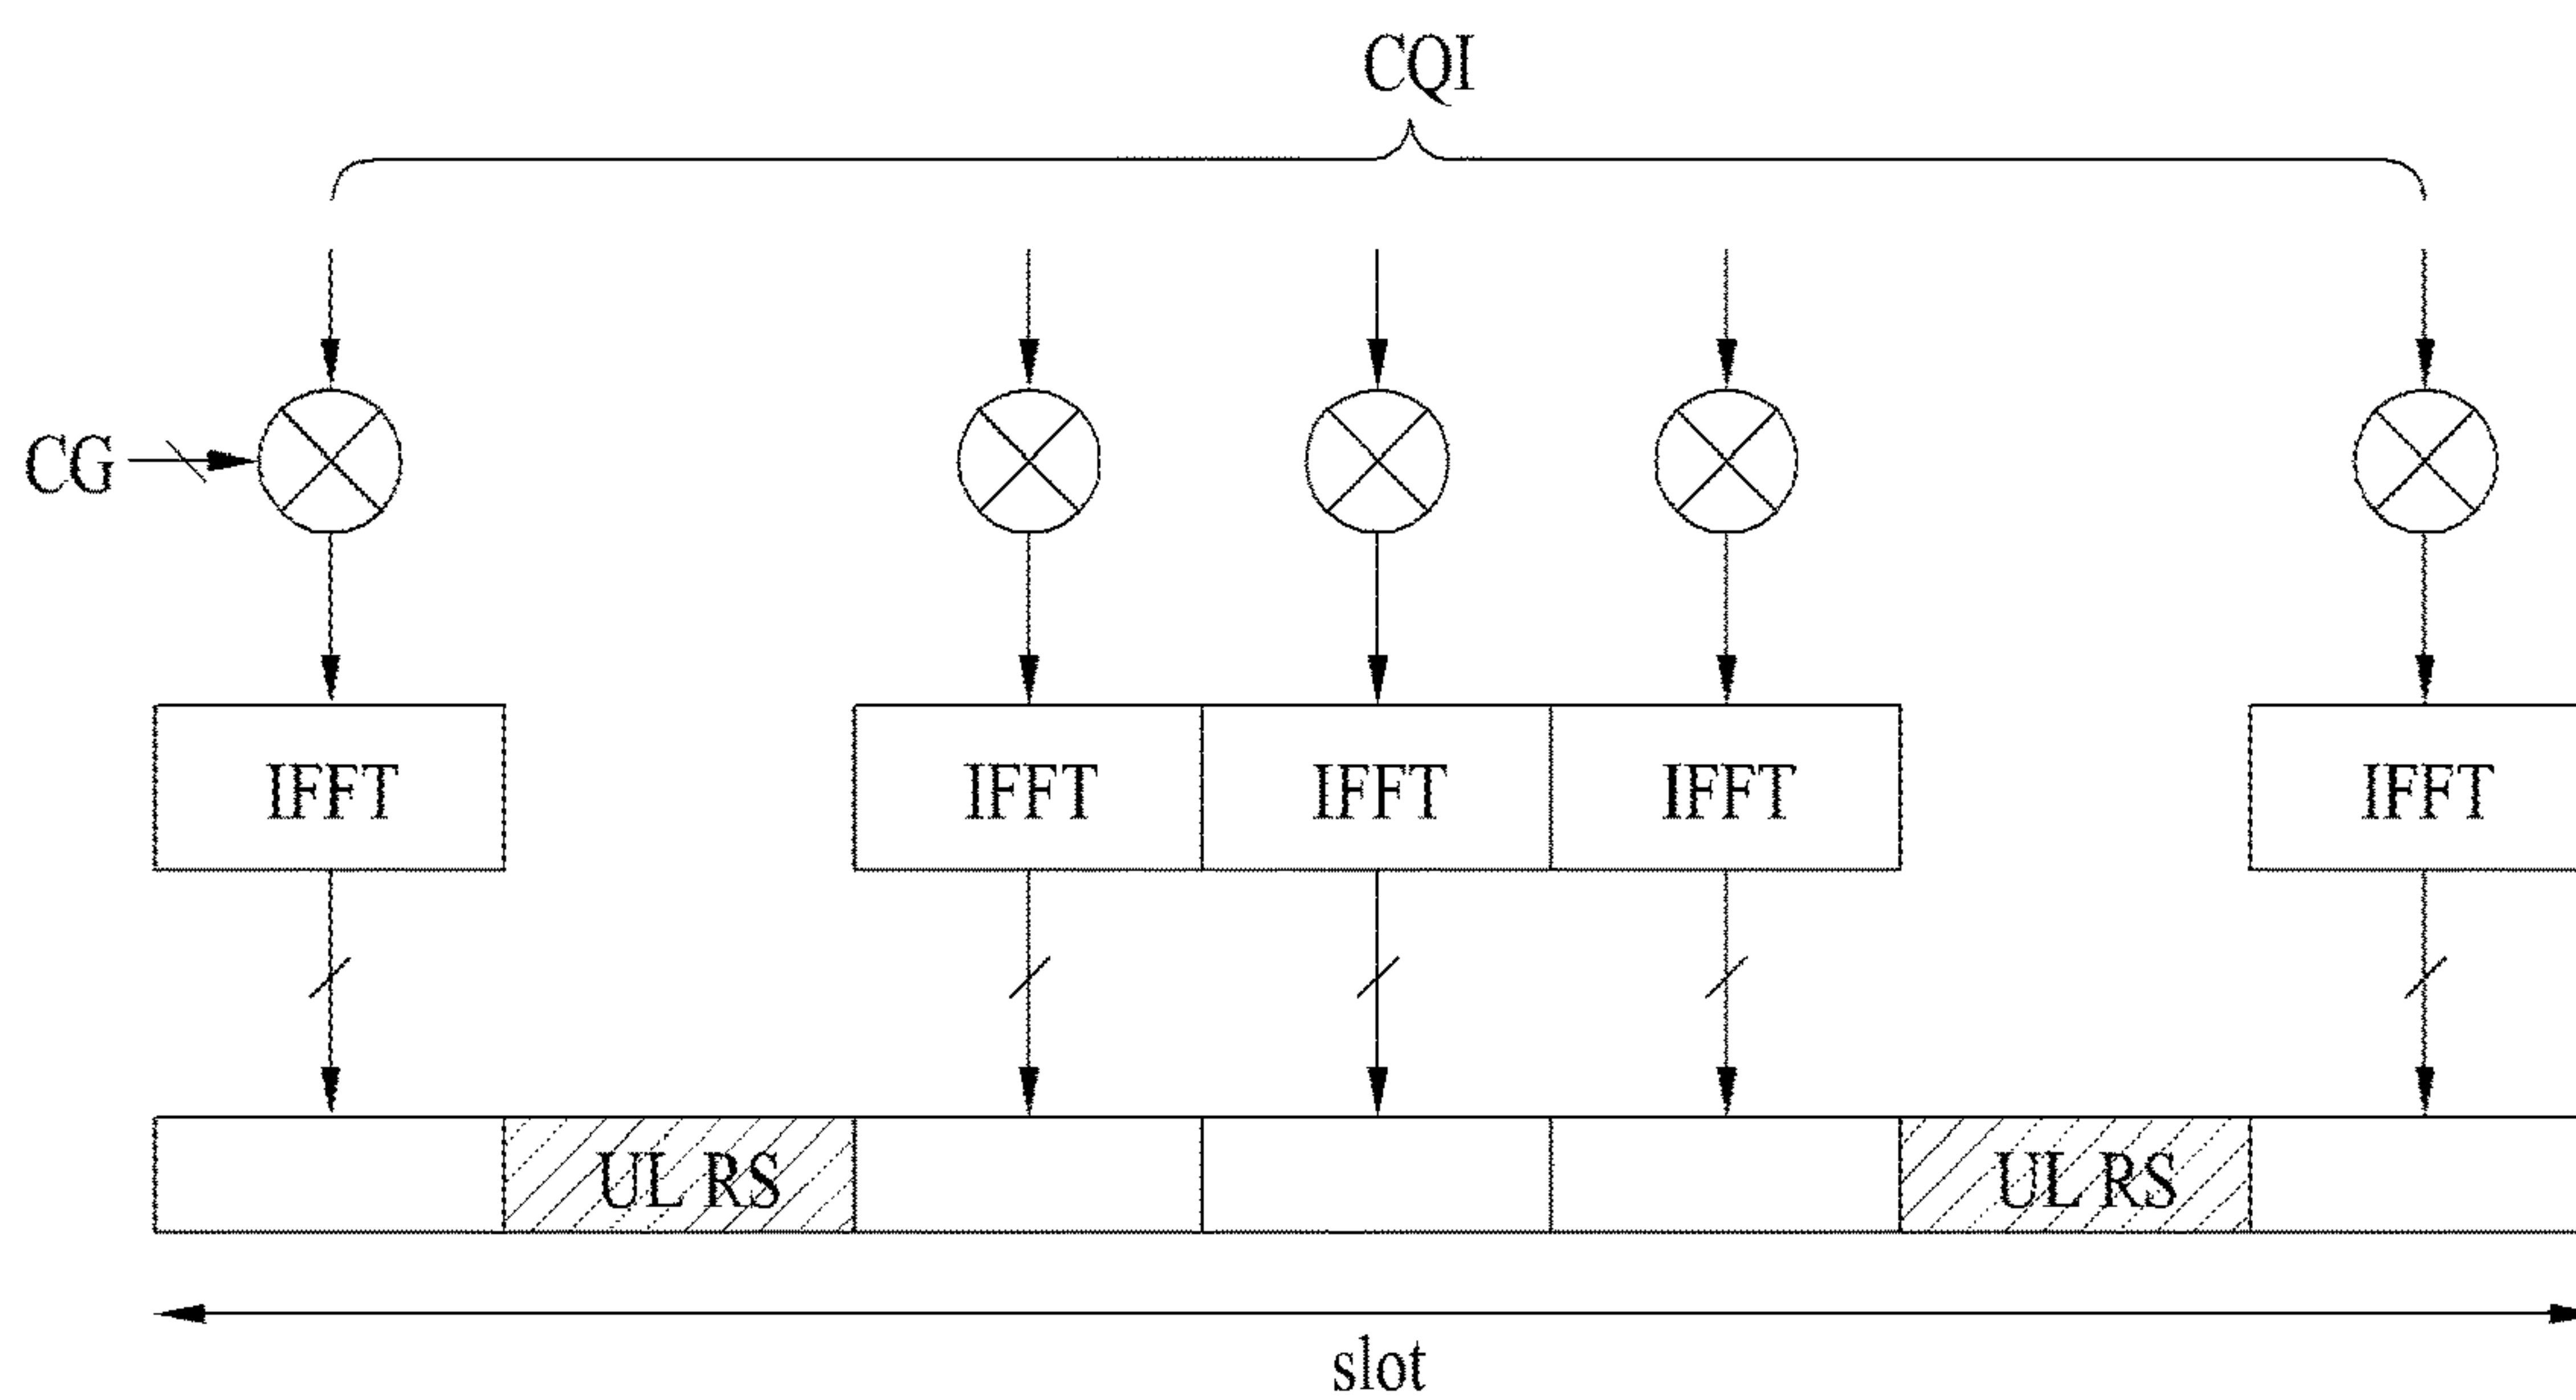 CQI
CG
IFFT IFFT IFFT IFFT IFFT
UL RS UL RS
slot